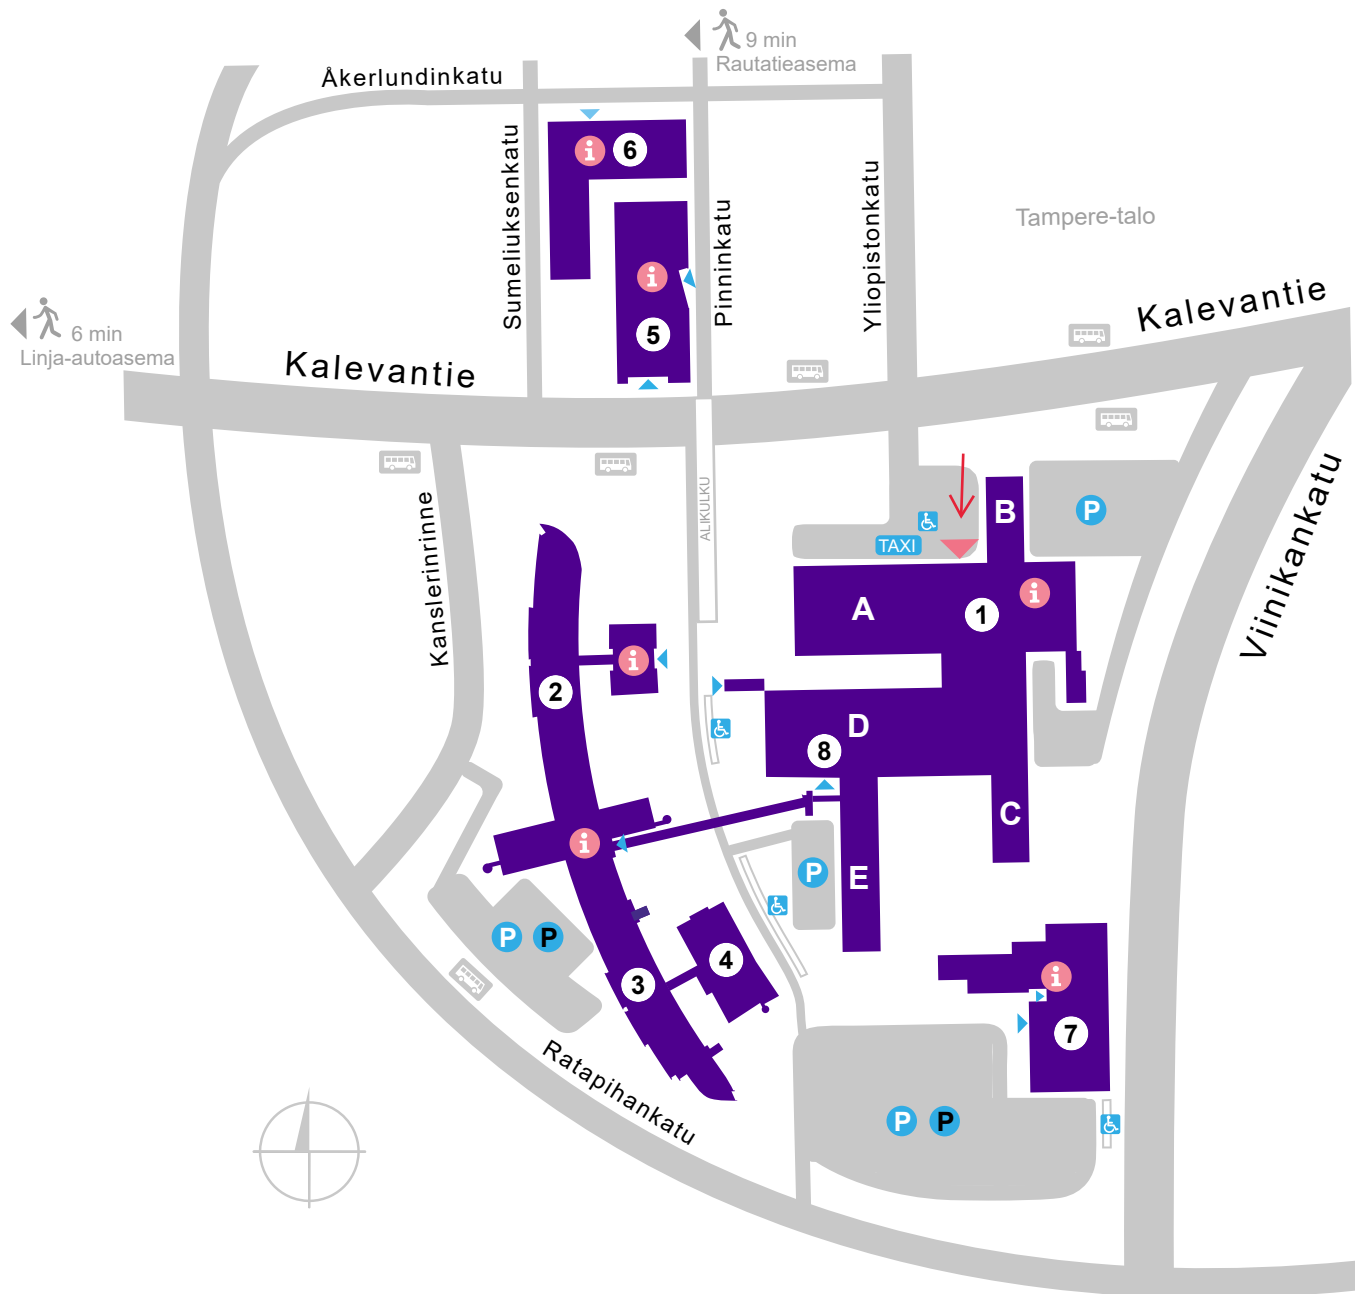 9 min
Rautatieasema
Åkerlundinkatu
i
6
Sumeliuksenkatu
Pinninkatu
Yliopistonkatu
Tampere-talo
i
5
6 min
Linja-autoasema
Kalevantie
Kalevantie
Kanslerinrinne
ALIKULKU
B
P
TAXI
A
1
i
Viinikankatu
2
i
D
8
C
i
P
E
P
P
3
4
i
7
Ratapihankatu
P
P